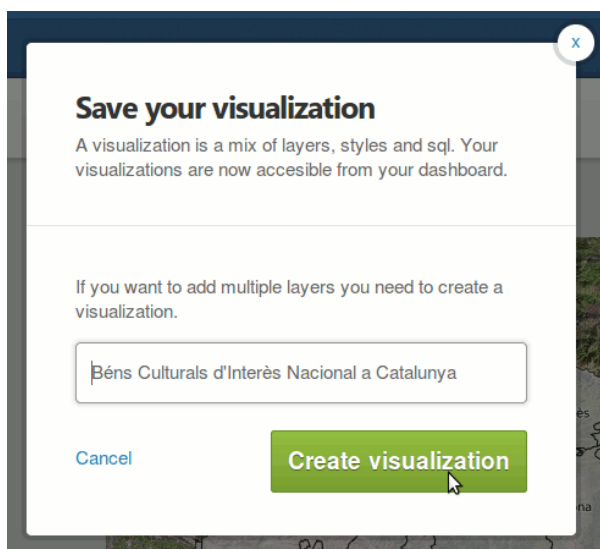 x
Save your visualization
A visualization is a mix of layers, styles and sql. Your
visualizations are now accesible from your dashboard.
If you want to add multiple layers you need to create a
visualization.
Béns Culturals d'Interès Nacional a Catalunya
Cancel
Create visualization